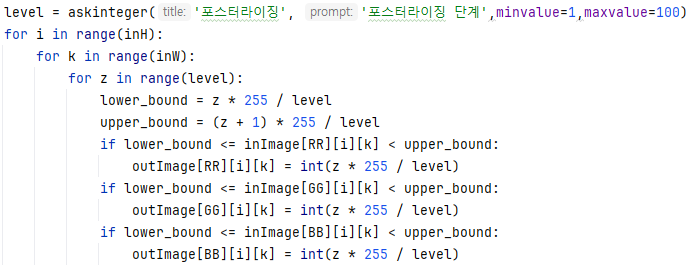 level = askinteger( title: '포스터라이징', prompt: '포스터라이징 단계',minvalue=1,maxvalue=100)
for i in range(inH):
    for k in range(inW):
        for z in range(level):
            lower_bound = z * 255 / level
            upper_bound = (z + 1) * 255 / level
            if lower_bound <= inImage[RR][i][k] < upper_bound:
                outImage[RR][i][k] = int(z * 255 / level)
            if lower_bound <= inImage[GG][i][k] < upper_bound:
                outImage[GG][i][k] = int(z * 255 / level)
            if lower_bound <= inImage[BB][i][k] < upper_bound:
                outImage[BB][i][k] = int(z * 255 / level)